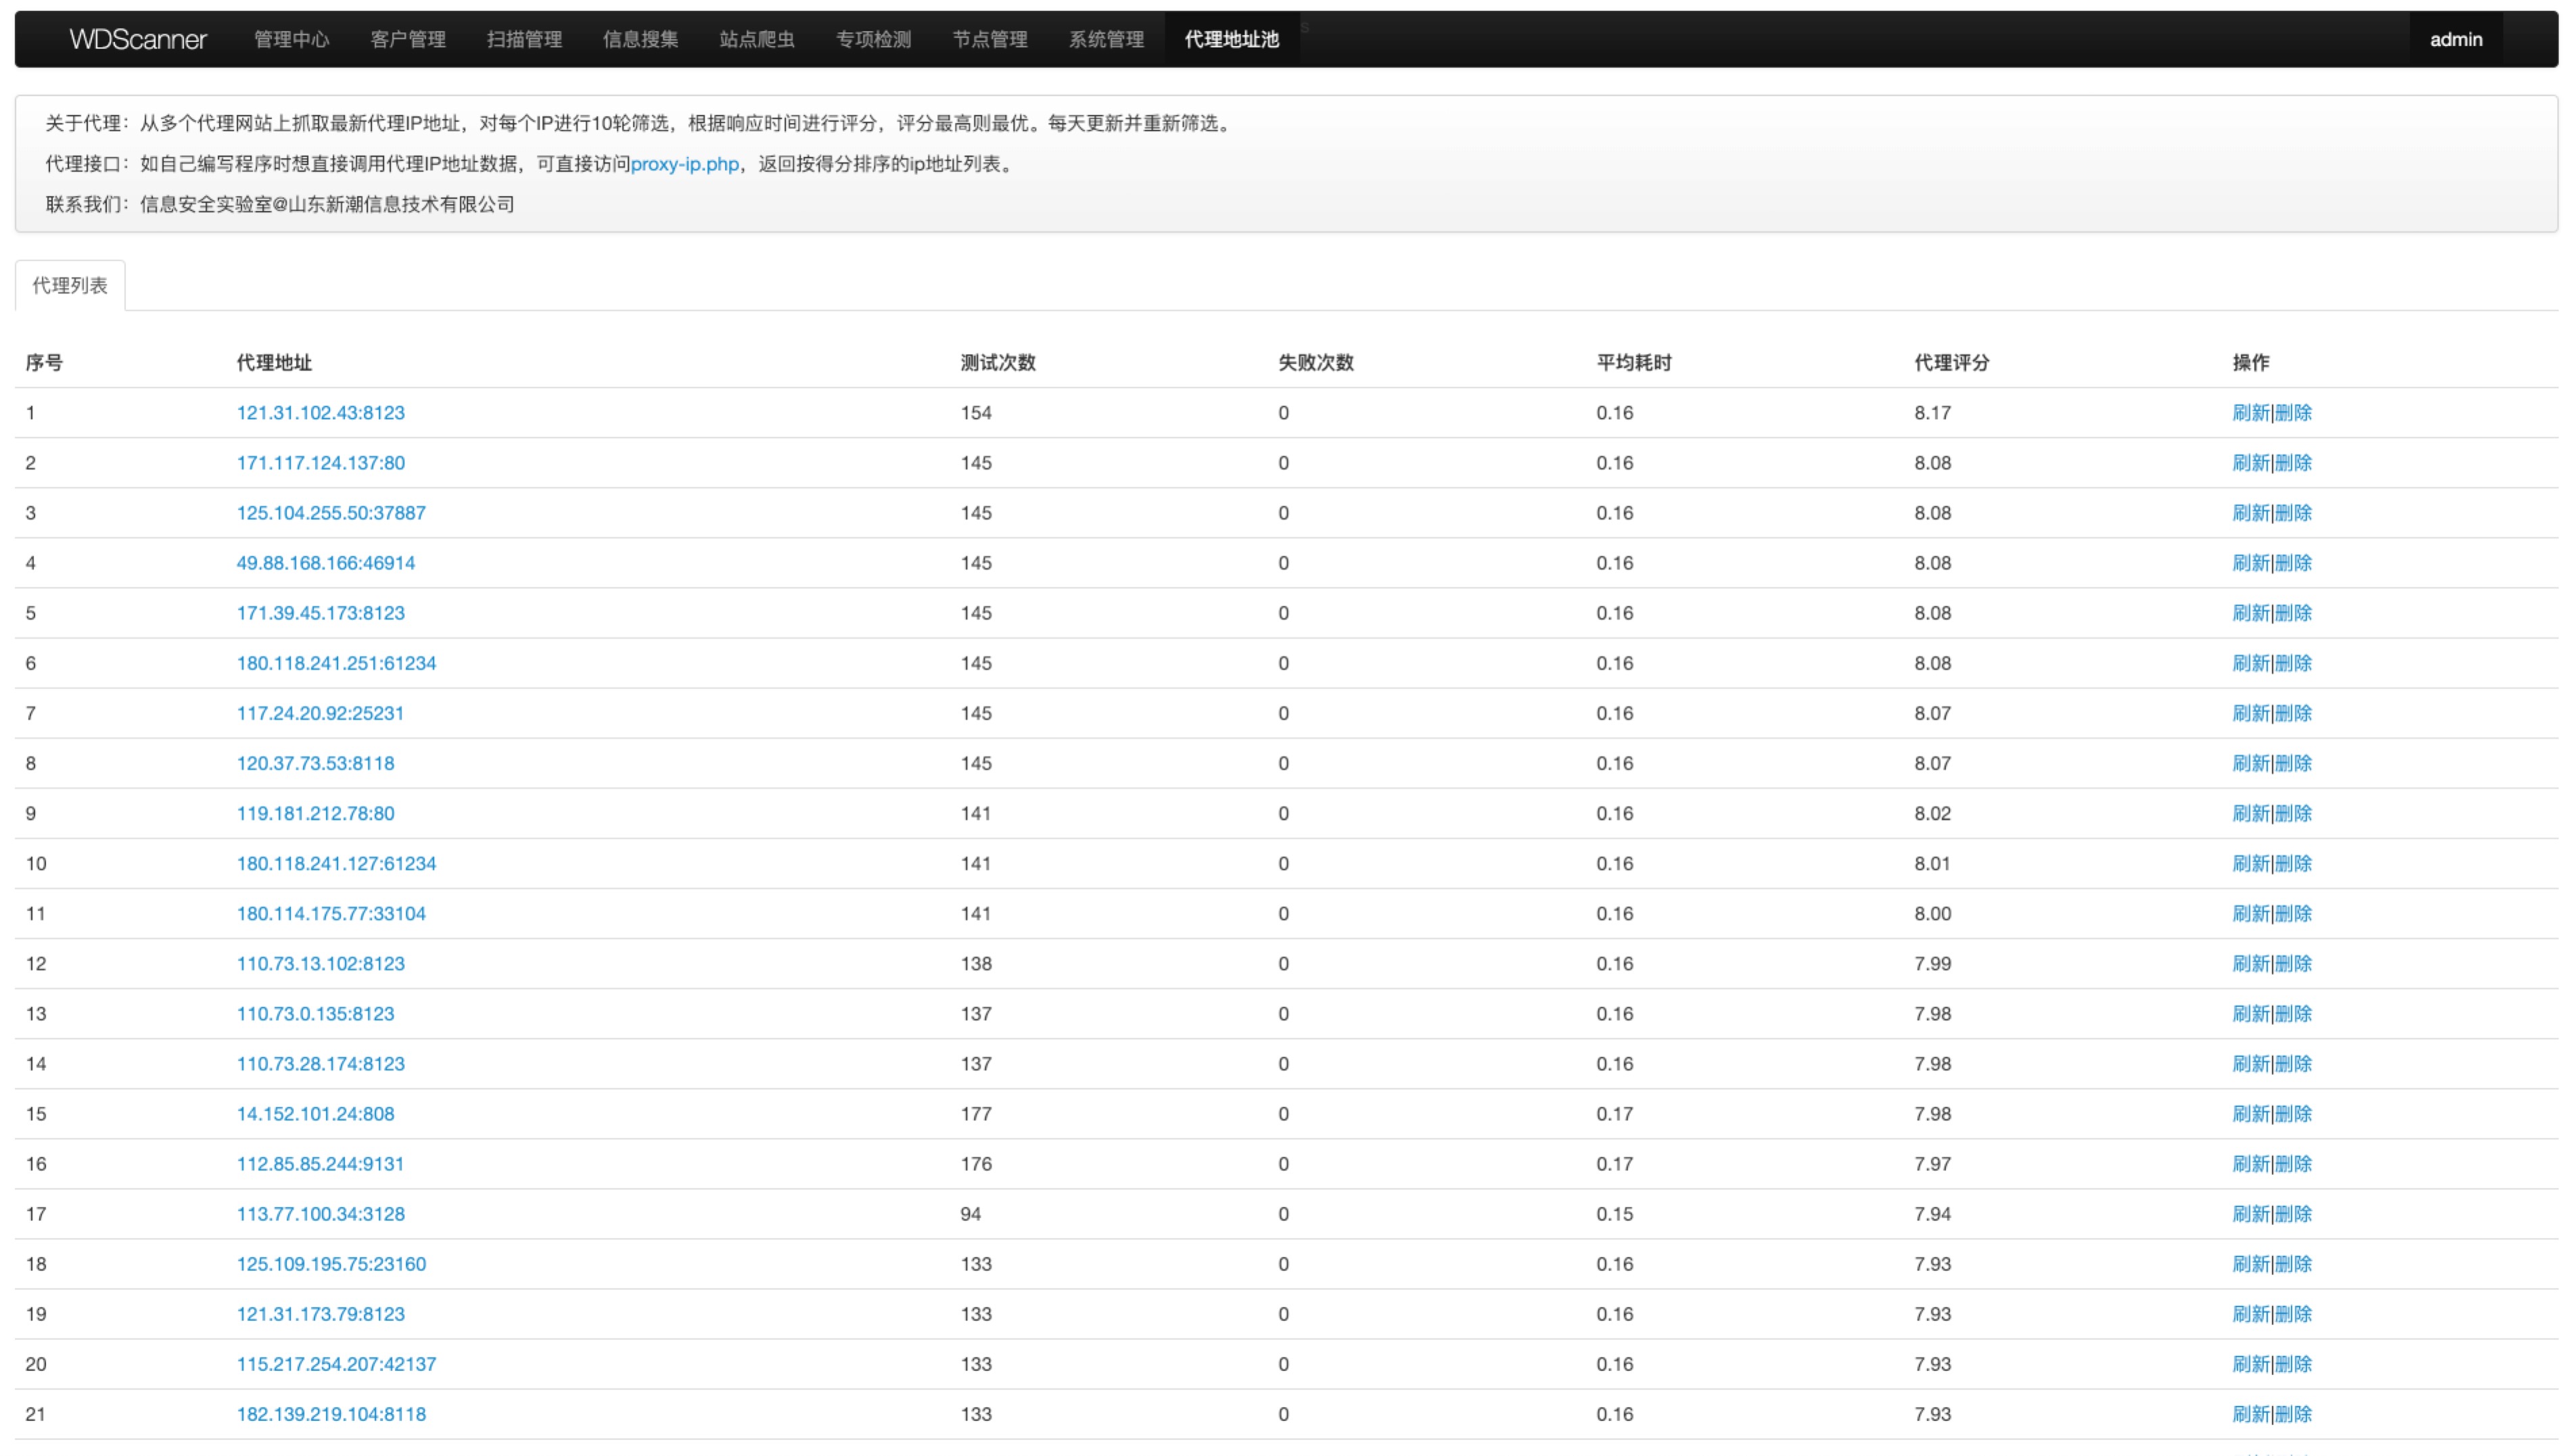 WDScanner 管理中心 客户管理 扫描管理 信息搜集 站点爬虫 专项检测 节点管理 系统管理 代理地址池 s admin
关于代理：从多个代理网站上抓取最新代理IP地址，对每个IP进行10轮筛选，根据响应时间进行评分，评分最高则最优。每天更新并重新筛选。
代理接口：如自己编写程序时想直接调用代理IP地址数据，可直接访问proxy-ip.php，返回按得分排序的ip地址列表。
联系我们：信息安全实验室@山东新潮信息技术有限公司
代理列表
序号 代理地址 测试次数 失败次数 平均耗时 代理评分 操作
1 121.31.102.43:8123 154 0 0.16 8.17 刷新|删除
2 171.117.124.137:80 145 0 0.16 8.08 刷新|删除
3 125.104.255.50:37887 145 0 0.16 8.08 刷新|删除
4 49.88.168.166:46914 145 0 0.16 8.08 刷新|删除
5 171.39.45.173:8123 145 0 0.16 8.08 刷新|删除
6 180.118.241.251:61234 145 0 0.16 8.08 刷新|删除
7 117.24.20.92:25231 145 0 0.16 8.07 刷新|删除
8 120.37.73.53:8118 145 0 0.16 8.07 刷新|删除
9 119.181.212.78:80 141 0 0.16 8.02 刷新|删除
10 180.118.241.127:61234 141 0 0.16 8.01 刷新|删除
11 180.114.175.77:33104 141 0 0.16 8.00 刷新|删除
12 110.73.13.102:8123 138 0 0.16 7.99 刷新|删除
13 110.73.0.135:8123 137 0 0.16 7.98 刷新|删除
14 110.73.28.174:8123 137 0 0.16 7.98 刷新|删除
15 14.152.101.24:808 177 0 0.17 7.98 刷新|删除
16 112.85.85.244:9131 176 0 0.17 7.97 刷新|删除
17 113.77.100.34:3128 94 0 0.15 7.94 刷新|删除
18 125.109.195.75:23160 133 0 0.16 7.93 刷新|删除
19 121.31.173.79:8123 133 0 0.16 7.93 刷新|删除
20 115.217.254.207:42137 133 0 0.16 7.93 刷新|删除
21 182.139.219.104:8118 133 0 0.16 7.93 刷新|删除